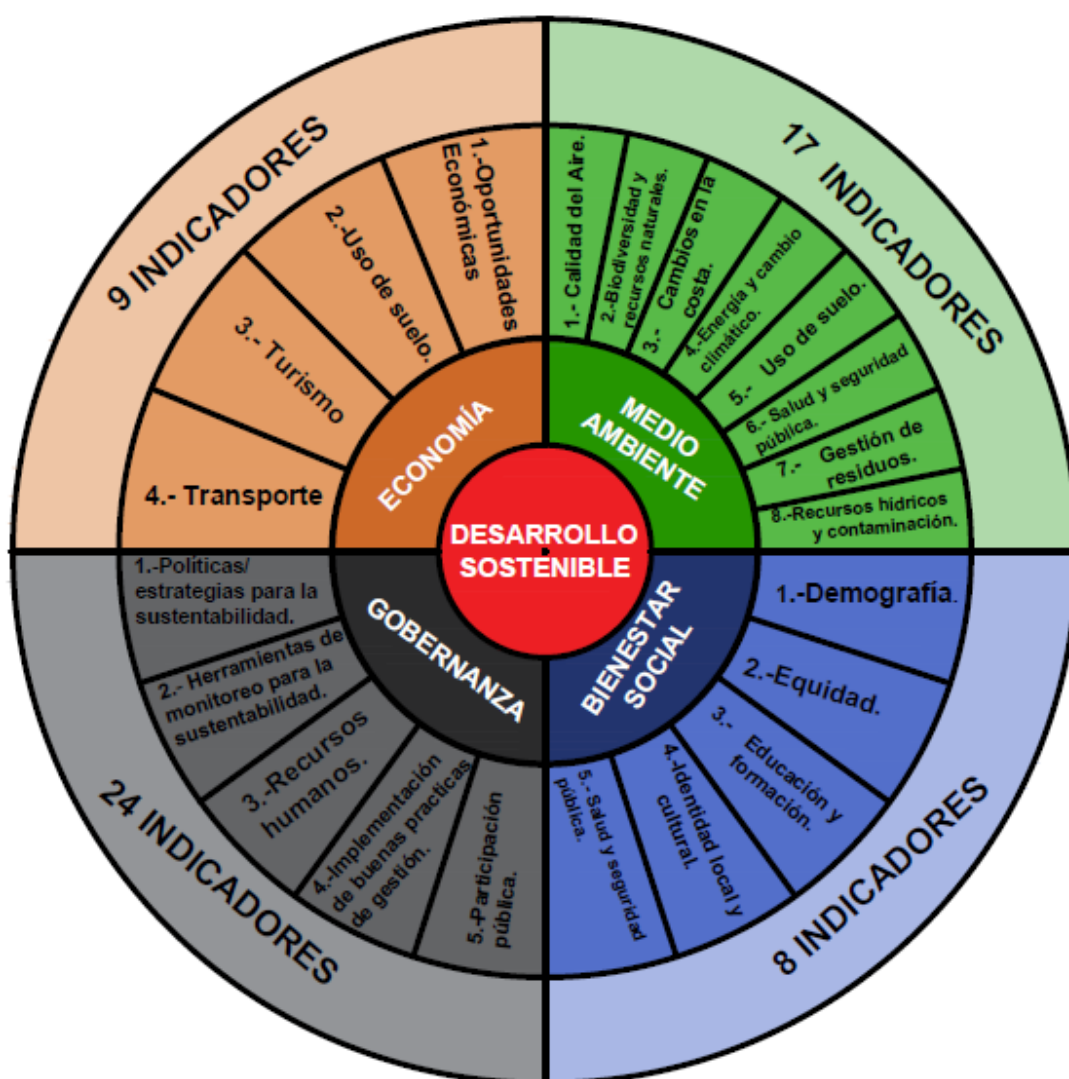 DESARROLLO
SOSTENIBLE
ECONOMÍA
9 INDICADORES
1.-Oportunidades
Económicas
2.-Uso de suelo.
3.- Turismo
4.- Transporte
MEDIO
AMBIENTE
17 INDICADORES
1.- Calidad del Aire.
2.-Biodiversidad y
recursos naturales.
3.- Cambios en la
costa.
4.-Energía y cambio
climático.
5.- Uso de suelo.
6.- Salud y seguridad
pública.
7.- Gestión de
residuos.
8.-Recursos hídricos
y contaminación.
BIENESTAR
SOCIAL
8 INDICADORES
1.-Demografía.
2.-Equidad.
3.- Educación y
formación.
4.-Identidad local y
cultural.
5.- Salud y seguridad
pública.
GOBERNANZA
24 INDICADORES
1.-Políticas/
estrategias para la
sustentabilidad.
2.- Herramientas de
monitoreo para la
sustentabilidad.
3.-Recursos
humanos.
4.-Implementación
de buenas practicas
de gestión.
5.-Participación
pública.